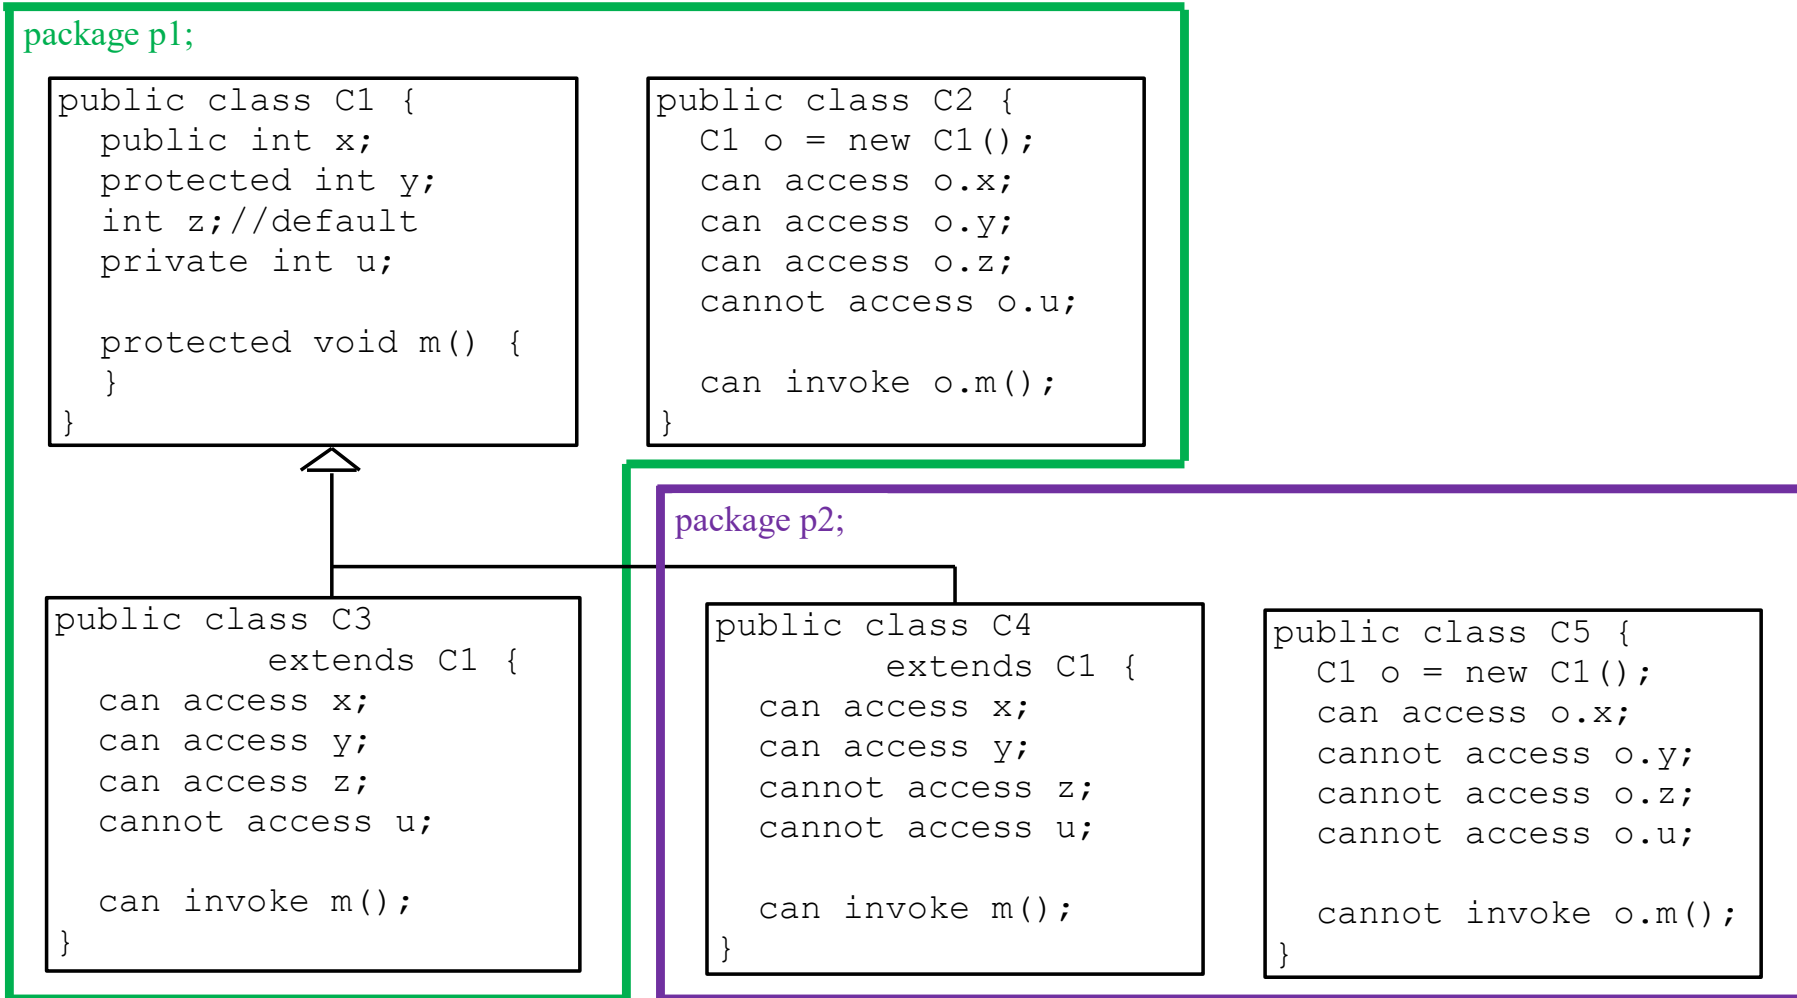 package p1;
public class C1 {
public int x;
protected int y;
int z;//default
private int u;
protected void m() {
}
}
public class C2 {
C1 o = new C1();
can access o.x;
can access o.y;
can access o.z;
cannot access o.u;
can invoke o.m();
}
public class C3
extends C1 {
can access x;
can access y;
can access z;
cannot access u;
can invoke m();
}
package p2;
public class C4
extends C1 {
can access x;
can access y;
cannot access z;
cannot access u;
can invoke m();
}
public class C5 {
C1 o = new C1();
can access o.x;
cannot access o.y;
cannot access o.z;
cannot access o.u;
cannot invoke o.m();
}